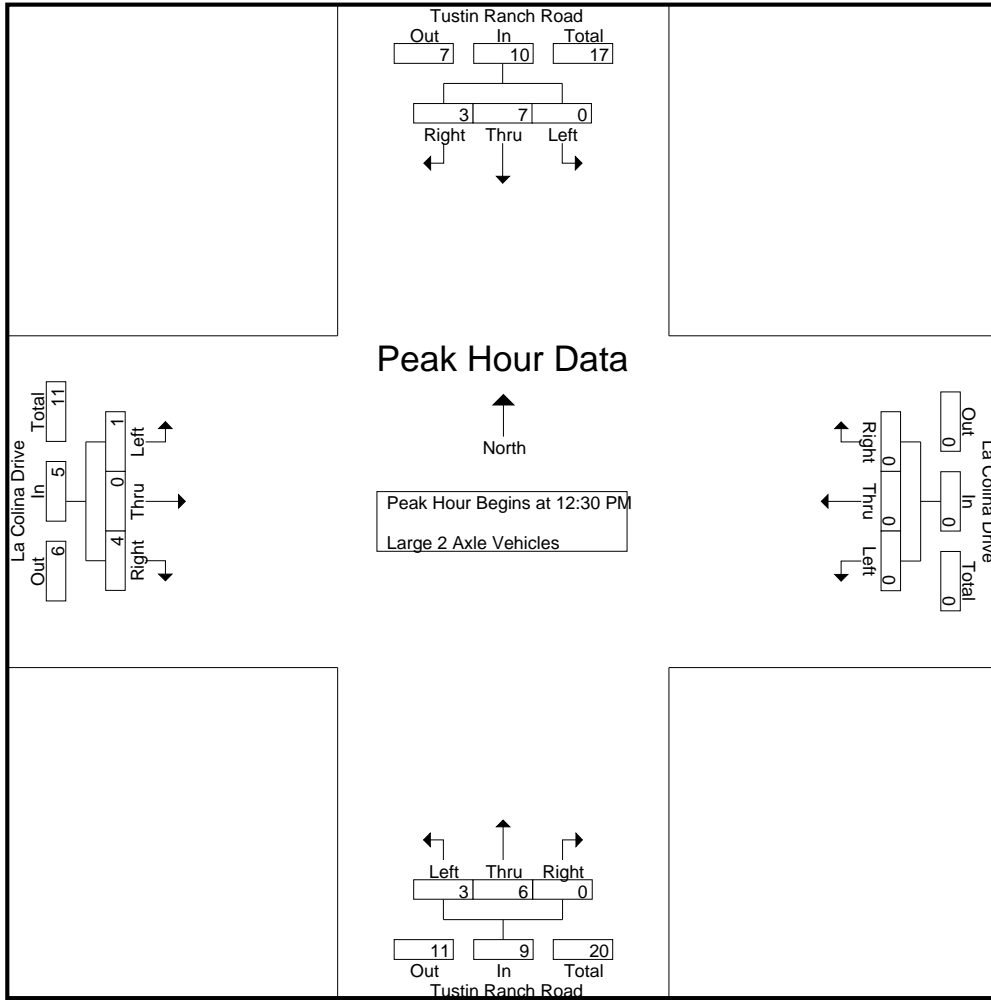 Tustin Ranch Road
Out In Total
7 10 17
3 7 0
Right Thru Left
Peak Hour Data
North
Peak Hour Begins at 12:30 PM
Large 2 Axle Vehicles
La Colina Drive
Total In Out
11 5 6
1 0 4
Left Thru Right
La Colina Drive
Out In Total
0 0 0
Right Thru Left
0 0 0
Left Thru Right
3 6 0
11 9 20
Out In Total
Tustin Ranch Road